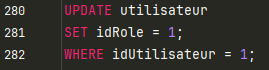 280 UPDATE utilisateur
281 SET idRole = 1;
282 WHERE idUtilisateur = 1;